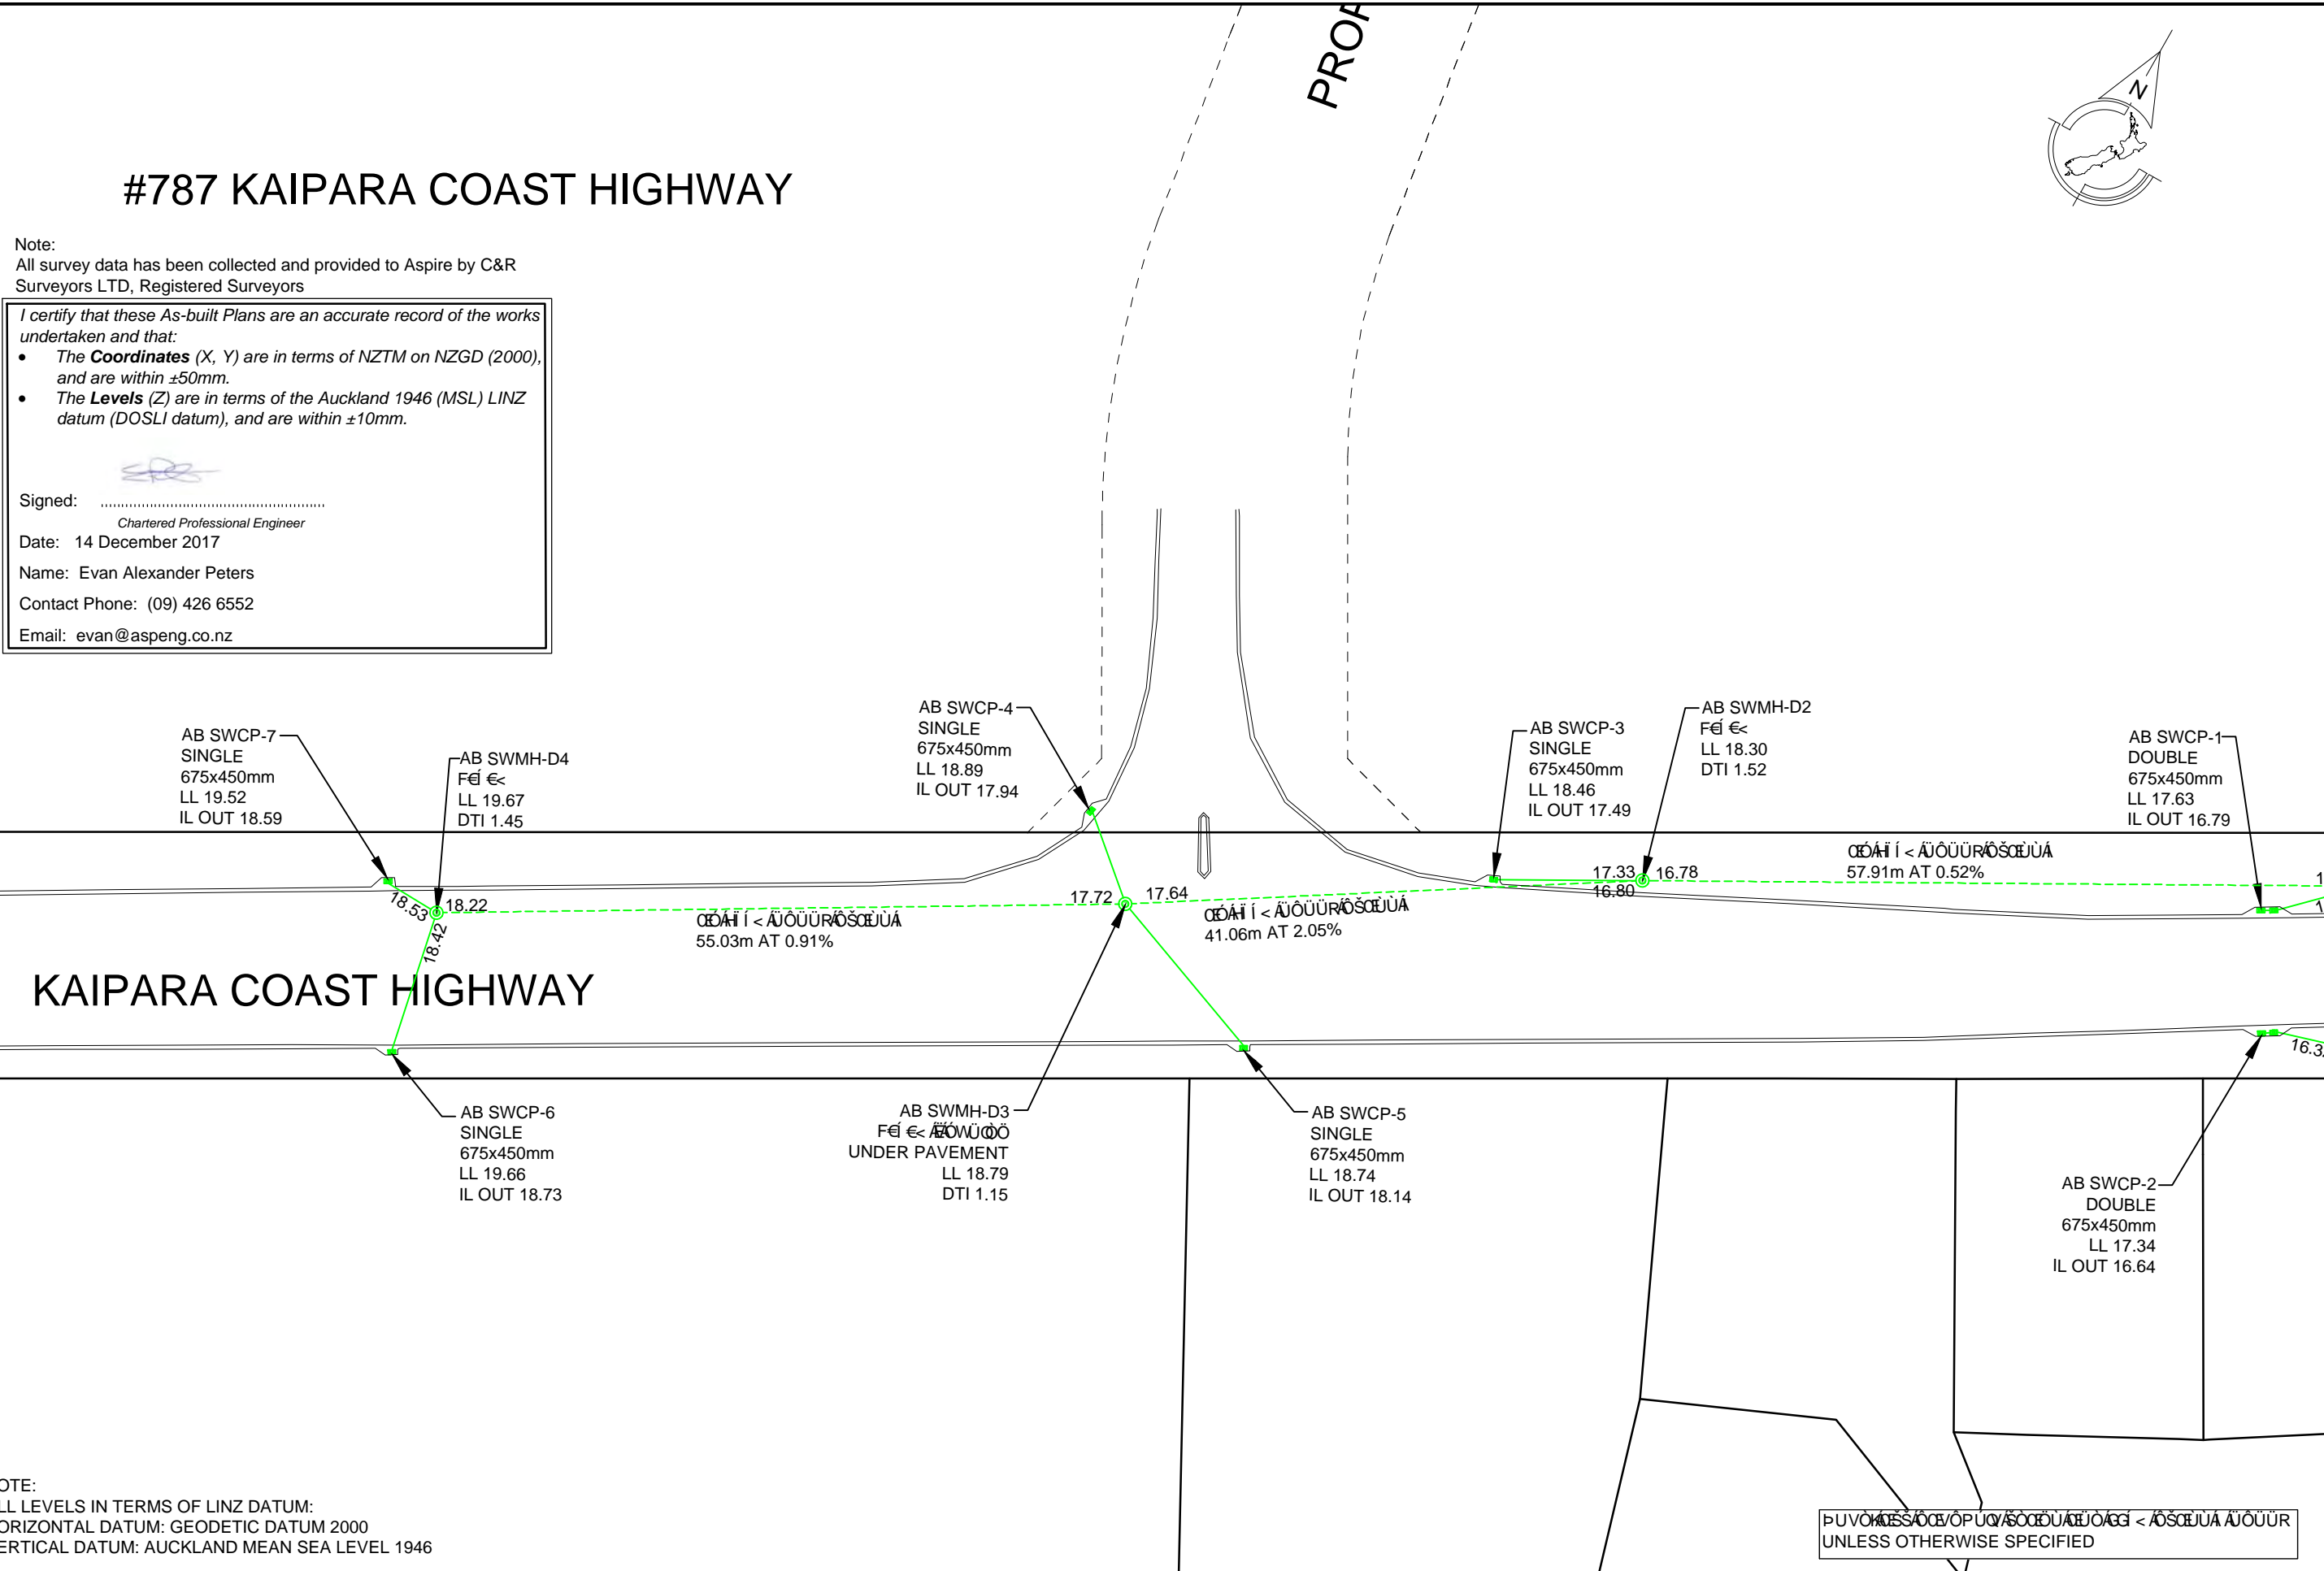 PROP
N
#787 KAIPARA COAST HIGHWAY
Note:
All survey data has been collected and provided to Aspire by C&R
Surveyors LTD, Registered Surveyors
I certify that these As-built Plans are an accurate record of the works
undertaken and that:
• The Coordinates (X, Y) are in terms of NZTM on NZGD (2000),
and are within ±50mm.
• The Levels (Z) are in terms of the Auckland 1946 (MSL) LINZ
datum (DOSLI datum), and are within ±10mm.
Signed:
Chartered Professional Engineer
Date: 14 December 2017
Name: Evan Alexander Peters
Contact Phone: (09) 426 6552
Email: evan@aspeng.co.nz
AB SWCP-7
SINGLE
675x450mm
LL 19.52
IL OUT 18.59
AB SWMH-D4
LL 19.67
DTI 1.45
AB SWCP-4
SINGLE
675x450mm
LL 18.89
IL OUT 17.94
AB SWCP-3
SINGLE
675x450mm
LL 18.46
IL OUT 17.49
AB SWMH-D2
LL 18.30
DTI 1.52
AB SWCP-1
DOUBLE
675x450mm
LL 17.63
IL OUT 16.79
18.53
18.22
18.42
55.03m AT 0.91%
17.72
17.64
41.06m AT 2.05%
17.33
16.80
16.78
57.91m AT 0.52%
KAIPARA COAST HIGHWAY
AB SWCP-6
SINGLE
675x450mm
LL 19.66
IL OUT 18.73
AB SWMH-D3
UNDER PAVEMENT
LL 18.79
DTI 1.15
AB SWCP-5
SINGLE
675x450mm
LL 18.74
IL OUT 18.14
16.3
AB SWCP-2
DOUBLE
675x450mm
LL 17.34
IL OUT 16.64
OTE:
LL LEVELS IN TERMS OF LINZ DATUM:
ORIZONTAL DATUM: GEODETIC DATUM 2000
ERTICAL DATUM: AUCKLAND MEAN SEA LEVEL 1946
UNLESS OTHERWISE SPECIFIED